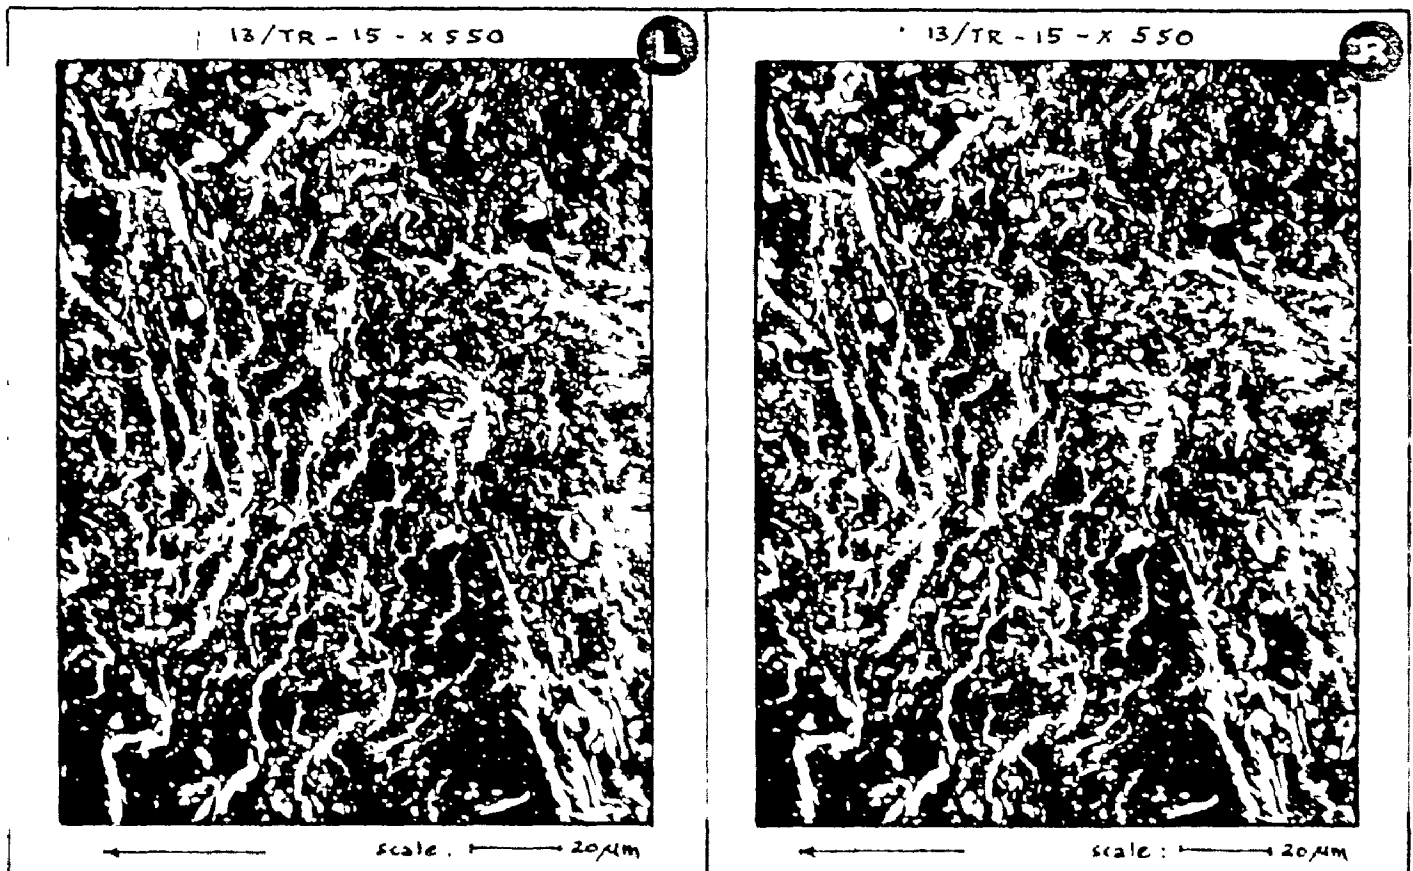 13/TR - 15 - X 550
L
13/TR - 15 - X 550
R
scale. 20 µm
scale: 20 µm